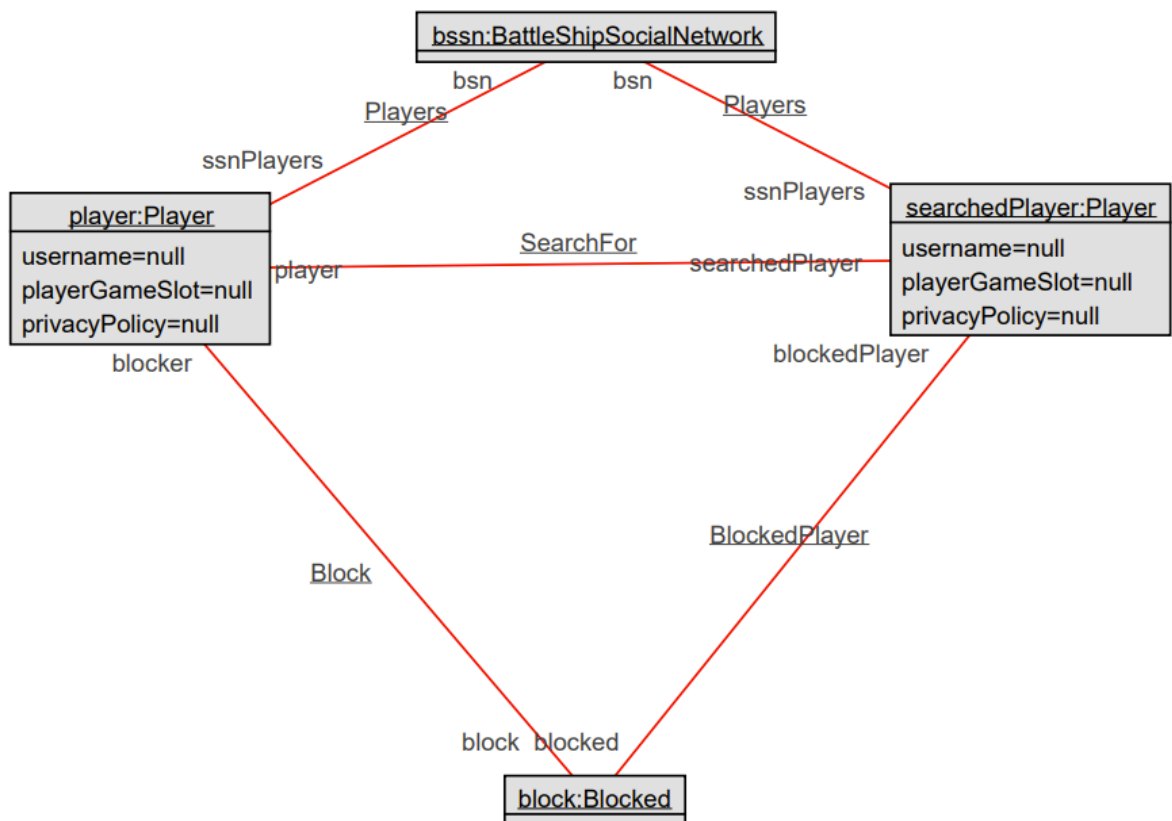 bssn:BattleShipSocialNetwork
bsn
bsn
Players
Players
ssnPlayers
ssnPlayers
player:Player
username=null
playerGameSlot=null
privacyPolicy=null
searchedPlayer:Player
username=null
playerGameSlot=null
privacyPolicy=null
SearchFor
player
searchedPlayer
blocker
blockedPlayer
BlockedPlayer
Block
block
blocked
block:Blocked